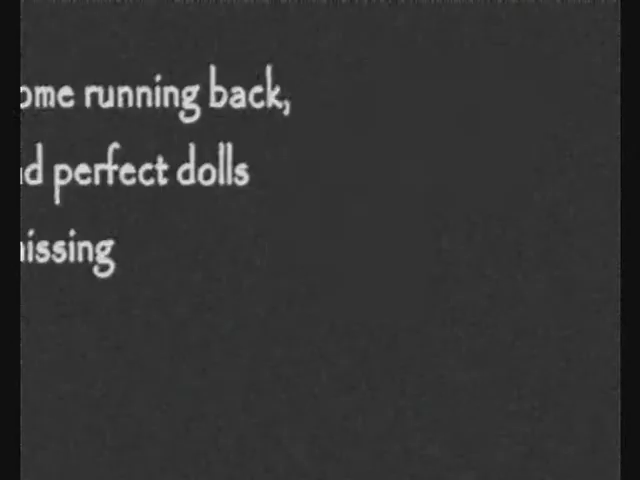 ome running back,
d perfect dolls
issing